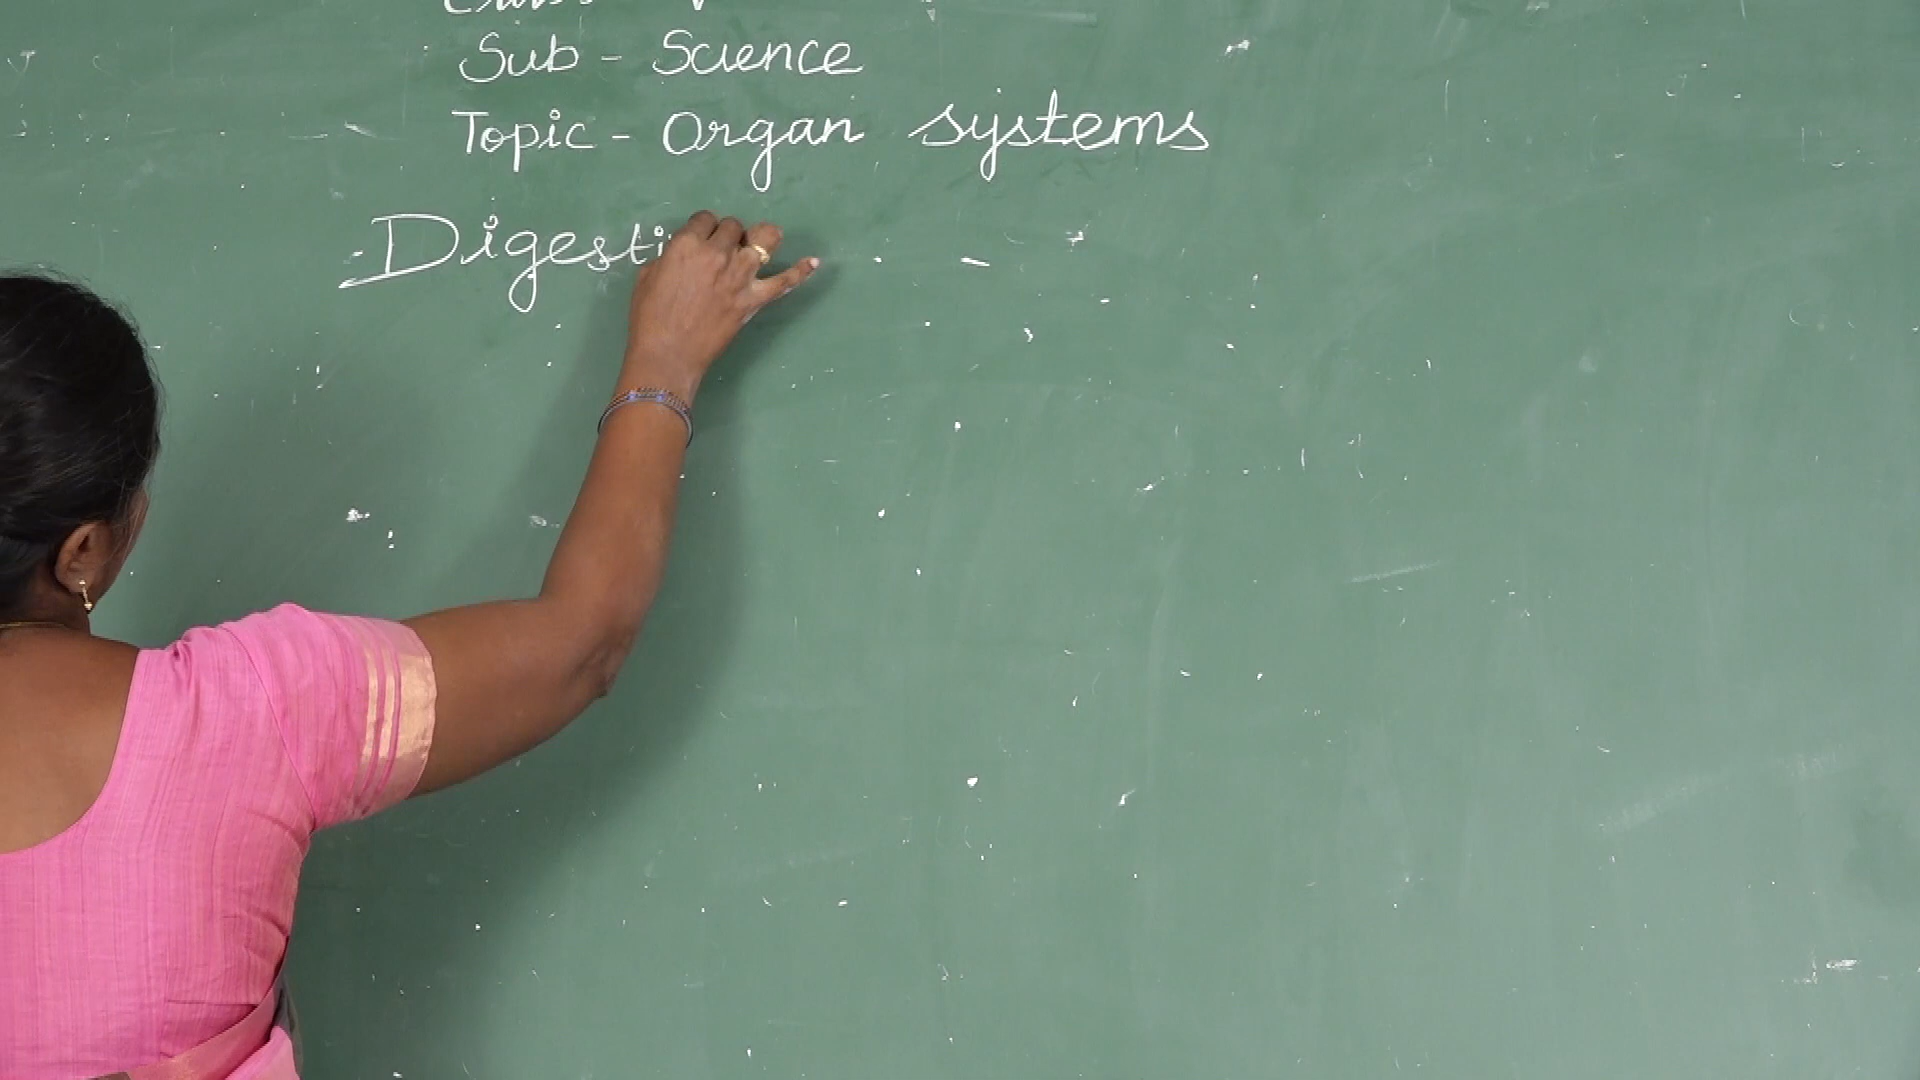 Sub - Science
Topic - Organ systems
Digesti